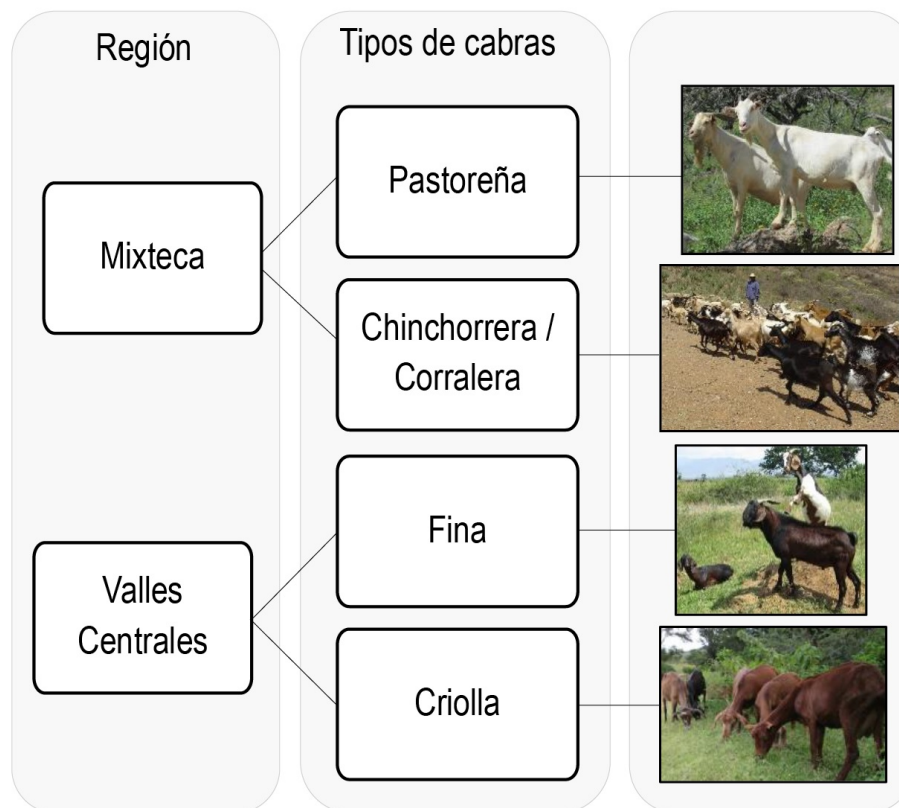 Región
Tipos de cabras
Mixteca
Pastoreña
Chinchorrera /
Corralera
Valles
Centrales
Fina
Criolla